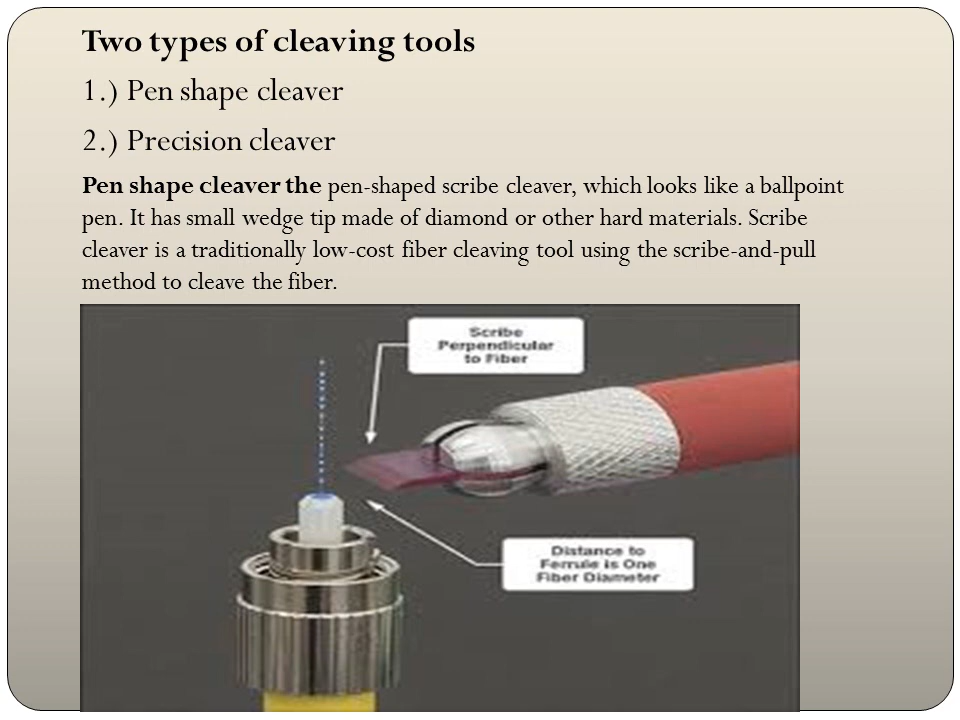 Two types of cleaving tools
1.) Pen shape cleaver
2.) Precision cleaver
Pen shape cleaver the pen-shaped scribe cleaver, which looks like a ballpoint
pen. It has small wedge tip made of diamond or other hard materials. Scribe
cleaver is a traditionally low-cost fiber cleaving tool using the scribe-and-pull
method to cleave the fiber.
Scribe
Perpendicular
to Fiber
Distance to
Ferrule is One
Fiber Diameter